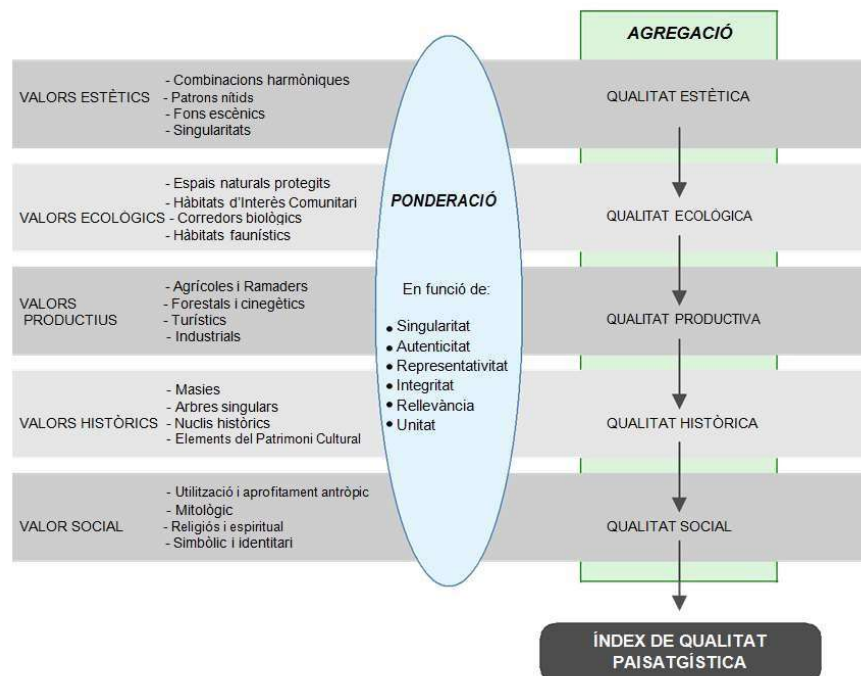 AGREGACIÓ
VALORS ESTÈTICS
- Combinacions harmòniques
- Patrons nítids
- Fons escènics
- Singularitats
QUALITAT ESTÈTICA
VALORS ECOLÒGICS
- Espais naturals protegits
- Hàbitats d'Interès Comunitari
- Corredors biològics
- Hàbitats faunístics
QUALITAT ECOLÓGICA
VALORS
PRODUCTIUS
- Agrícoles i Ramaders
- Forestals i cinegètics
- Turístics
- Industrials
QUALITAT PRODUCTIVA
VALORS HISTÒRICS
- Masies
- Arbres singulars
- Nuclis històrics
- Elements del Patrimoni Cultural
QUALITAT HISTÒRICA
VALOR SOCIAL
- Utilització i aprofitament antròpic
- Mitològic
- Religiós i espiritual
- Simbòlic i identitari
QUALITAT SOCIAL
PONDERACIÓ
En funció de:
• Singularitat
• Autenticitat
• Representativitat
• Integritat
• Rellevància
• Unitat
ÍNDEX DE QUALITAT
PAISATGÍSTICA